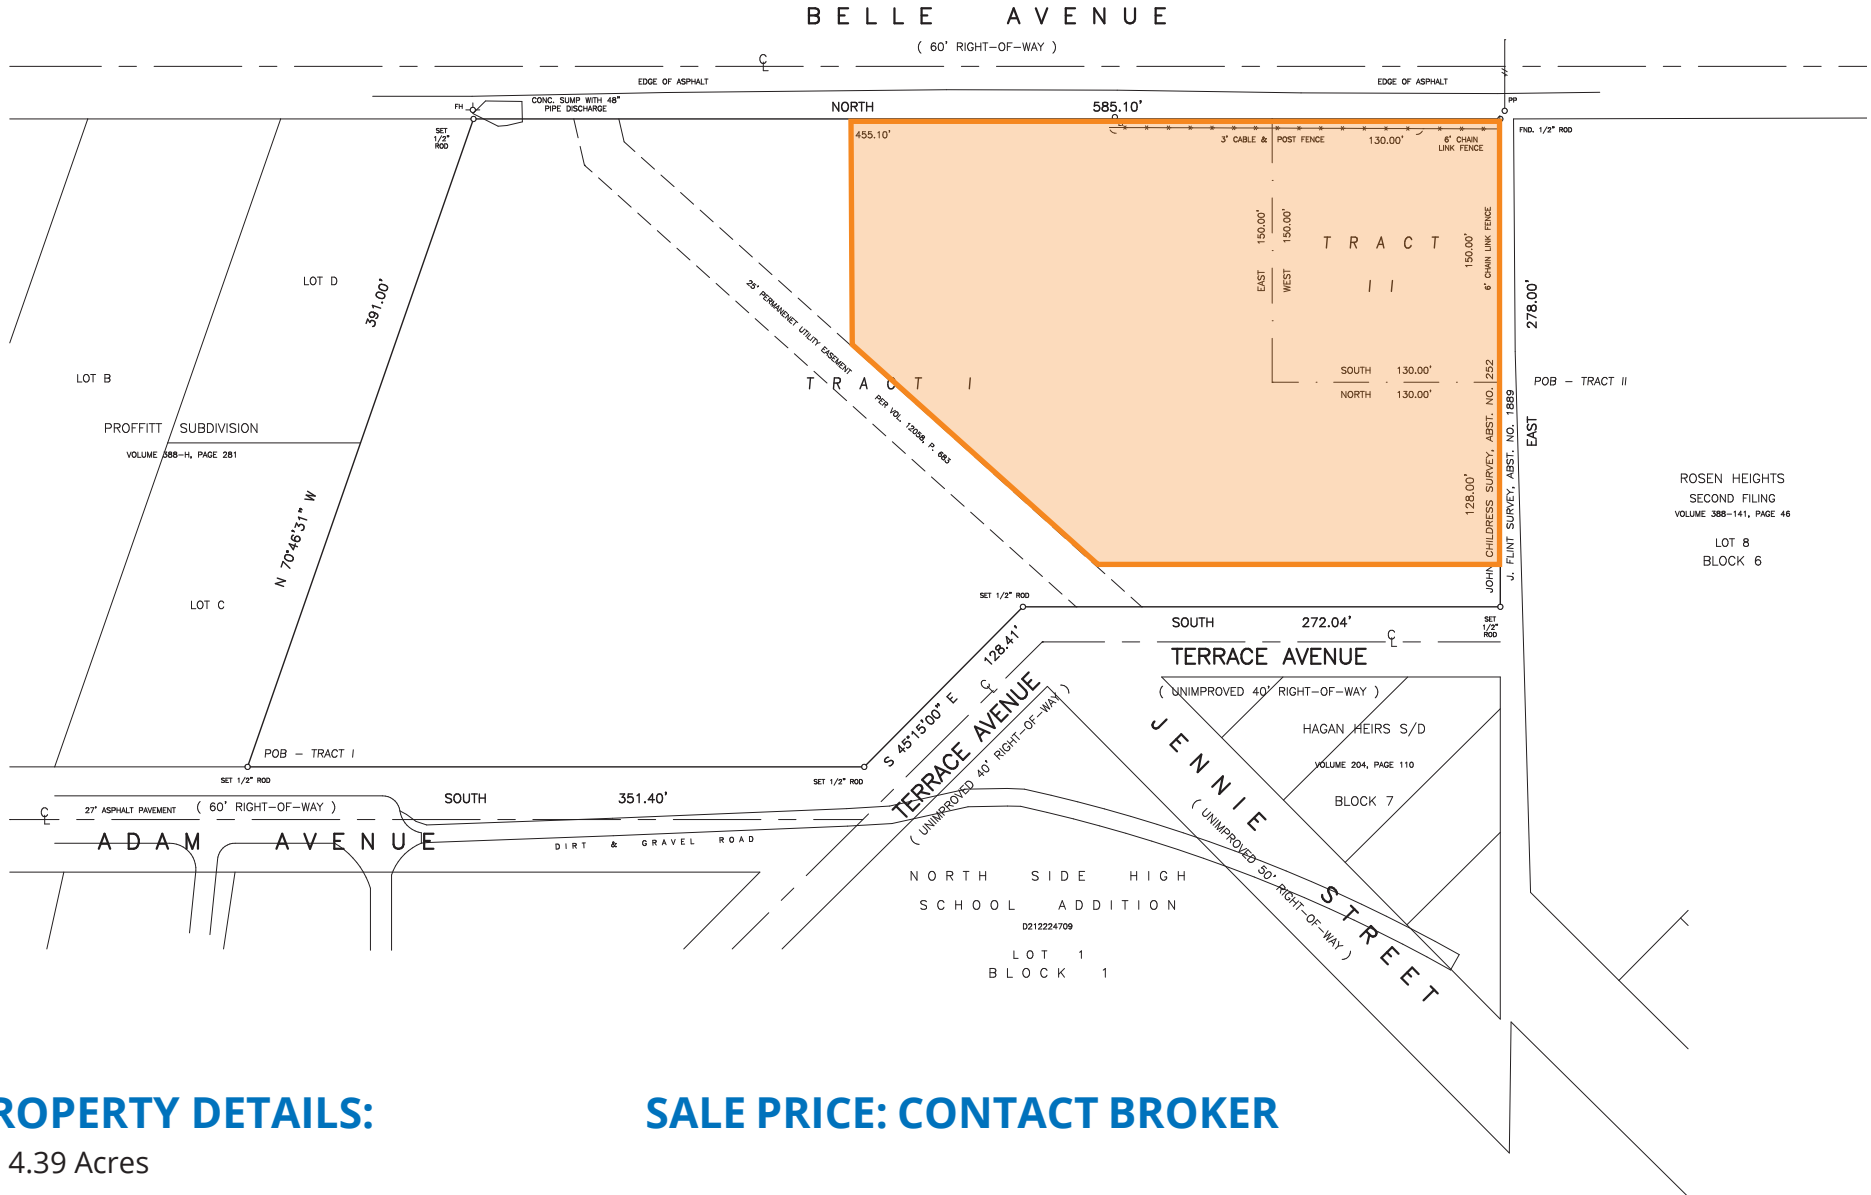 BELLE AVENUE
( 60' RIGHT-OF-WAY )
CL
EDGE OF ASPHALT
EDGE OF ASPHALT
FH
CONC. SUMP WITH 48"
PIPE DISCHARGE
NORTH 585.10'
PP
SET
1/2"
ROD
455.10'
3' CABLE & POST FENCE
130.00'
6' CHAIN
LINK FENCE
FND. 1/2" ROD
150.00'
150.00'
EAST
WEST
TRACT
II
150.00'
6' CHAIN LINK FENCE
LOT D
391.00'
278.00'
EAST
25' PERMANENET UTILITY EASEMENT
PER VOL. 12058, P. 683
TRACT I
SOUTH 130.00'
NORTH 130.00'
POB - TRACT II
LOT B
PROFFITT SUBDIVISION
VOLUME 388-H, PAGE 281
N 70°46'31" W
128.00'
JOHN CHILDRESS SURVEY, ABST. NO. 252
J. FLINT SURVEY, ABST. NO. 1889
ROSEN HEIGHTS
SECOND FILING
VOLUME 388-141, PAGE 46
LOT 8
BLOCK 6
LOT C
SET 1/2" ROD
SOUTH 272.04'
SET
1/2"
ROD
CL
TERRACE AVENUE
( UNIMPROVED 40' RIGHT-OF-WAY )
S 45°15'00" E 128.41'
CL
TERRACE AVENUE
( UNIMPROVED 40' RIGHT-OF-WAY )
HAGAN HEIRS S/D
VOLUME 204, PAGE 110
BLOCK 7
JENNIE STREET
( UNIMPROVED 50' RIGHT-OF-WAY )
POB - TRACT I
SET 1/2" ROD
SET 1/2" ROD
SOUTH 351.40'
CL
27' ASPHALT PAVEMENT
( 60' RIGHT-OF-WAY )
ADAM AVENUE
DIRT & GRAVEL ROAD
NORTH SIDE HIGH
SCHOOL ADDITION
D212224709
LOT 1
BLOCK 1
ROPERTY DETAILS:
4.39 Acres
SALE PRICE: CONTACT BROKER